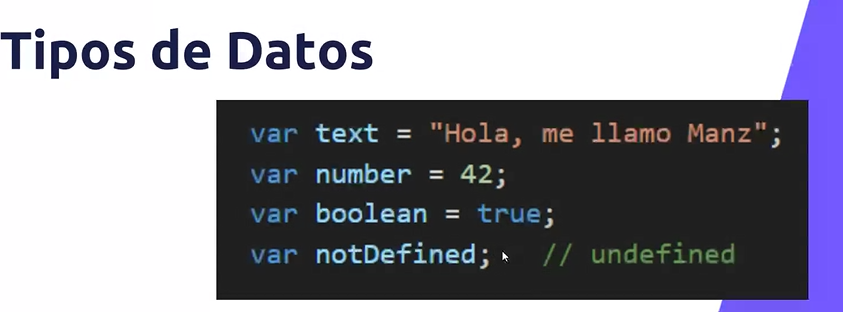 Tipos de Datos
var text = "Hola, me llamo Manz";
var number = 42;
var boolean = true;
var notDefined; // undefined